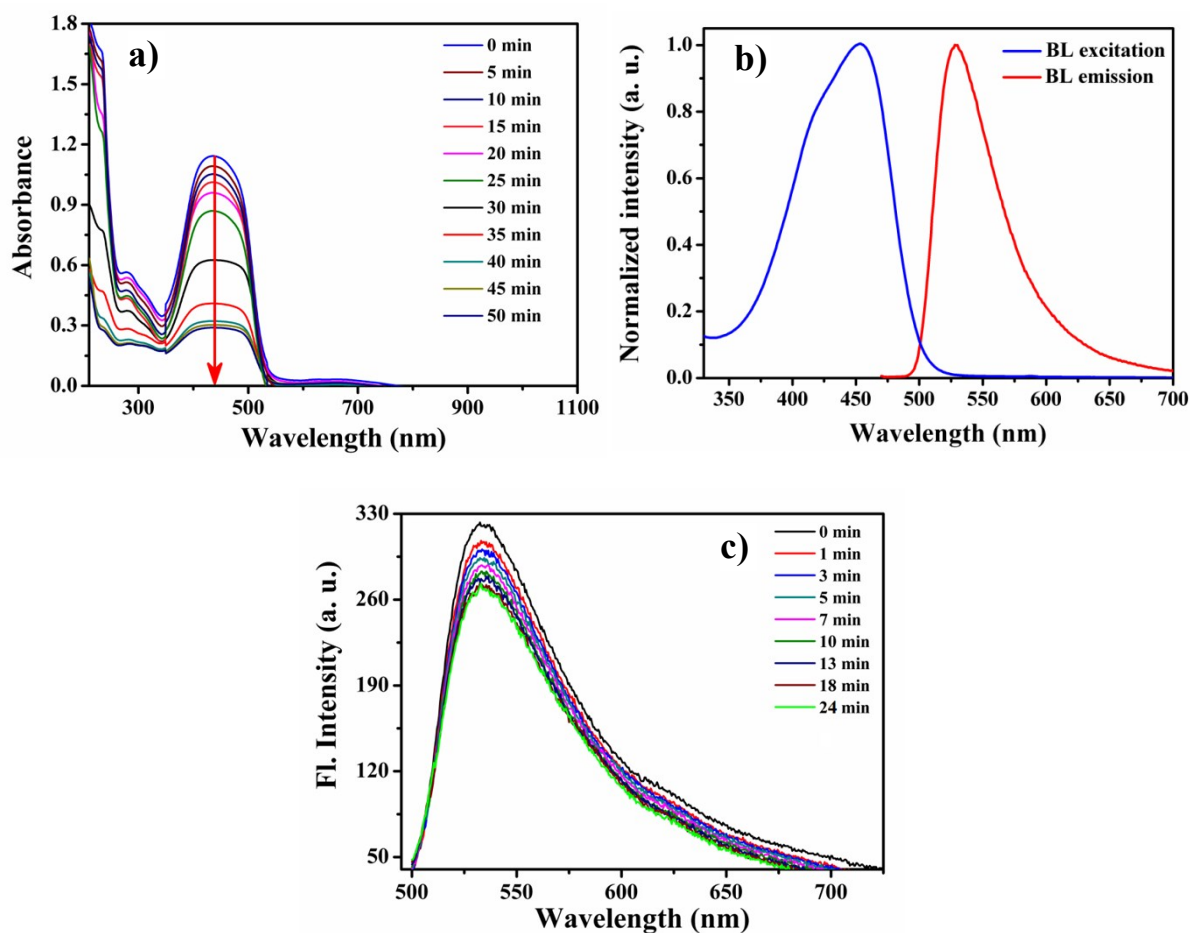 a)
1.8
1.5
1.2
0.9
0.6
0.3
0.0
300
500
700
900
1100
Absorbance
Wavelength (nm)
0 min
5 min
10 min
15 min
20 min
25 min
30 min
35 min
40 min
45 min
50 min
b)
1.0
0.8
0.6
0.4
0.2
0.0
350
400
450
500
550
600
650
700
Normalized intensity (a. u.)
Wavelength (nm)
BL excitation
BL emission
c)
330
260
190
120
50
500
550
600
650
700
Fl. Intensity (a. u.)
Wavelength (nm)
0 min
1 min
3 min
5 min
7 min
10 min
13 min
18 min
24 min